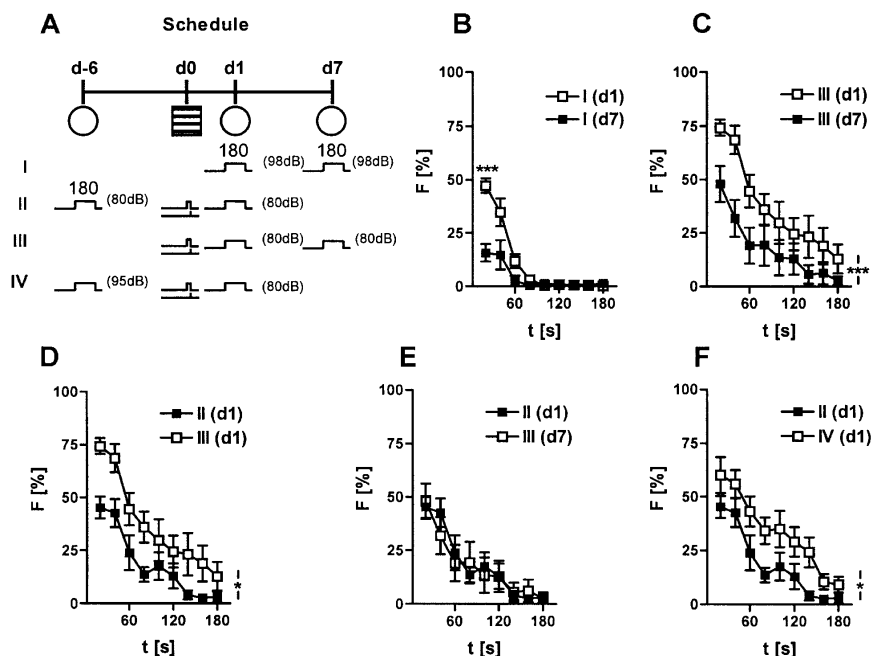 A
Schedule
d-6 d0 d1 d7
I 180 (98dB) 180 (98dB)
II 180 (80dB) (80dB)
III (80dB) (80dB)
IV (95dB) (80dB)
B
I (d1)
I (d7)
***
F [%]
100
75
50
25
0
60 120 180
t [s]
C
III (d1)
III (d7)
F [%]
100
75
50
25
0
***
60 120 180
t [s]
D
II (d1)
III (d1)
F [%]
100
75
50
25
0
*
60 120 180
t [s]
E
II (d1)
III (d7)
F [%]
100
75
50
25
0
60 120 180
t [s]
F
II (d1)
IV (d1)
F [%]
100
75
50
25
0
*
60 120 180
t [s]